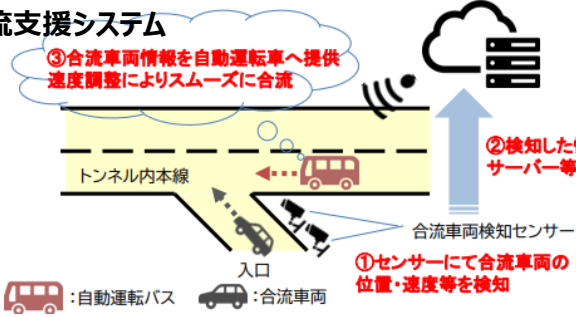 流支援システム
③合流車両情報を自動運転車へ提供
速度調整によりスムーズに合流
②検知した
サーバー等
トンネル内本線
合流車両検知センサー
入口
①センサーにて合流車両の
位置・速度等を検知
:自動運転バス
:合流車両